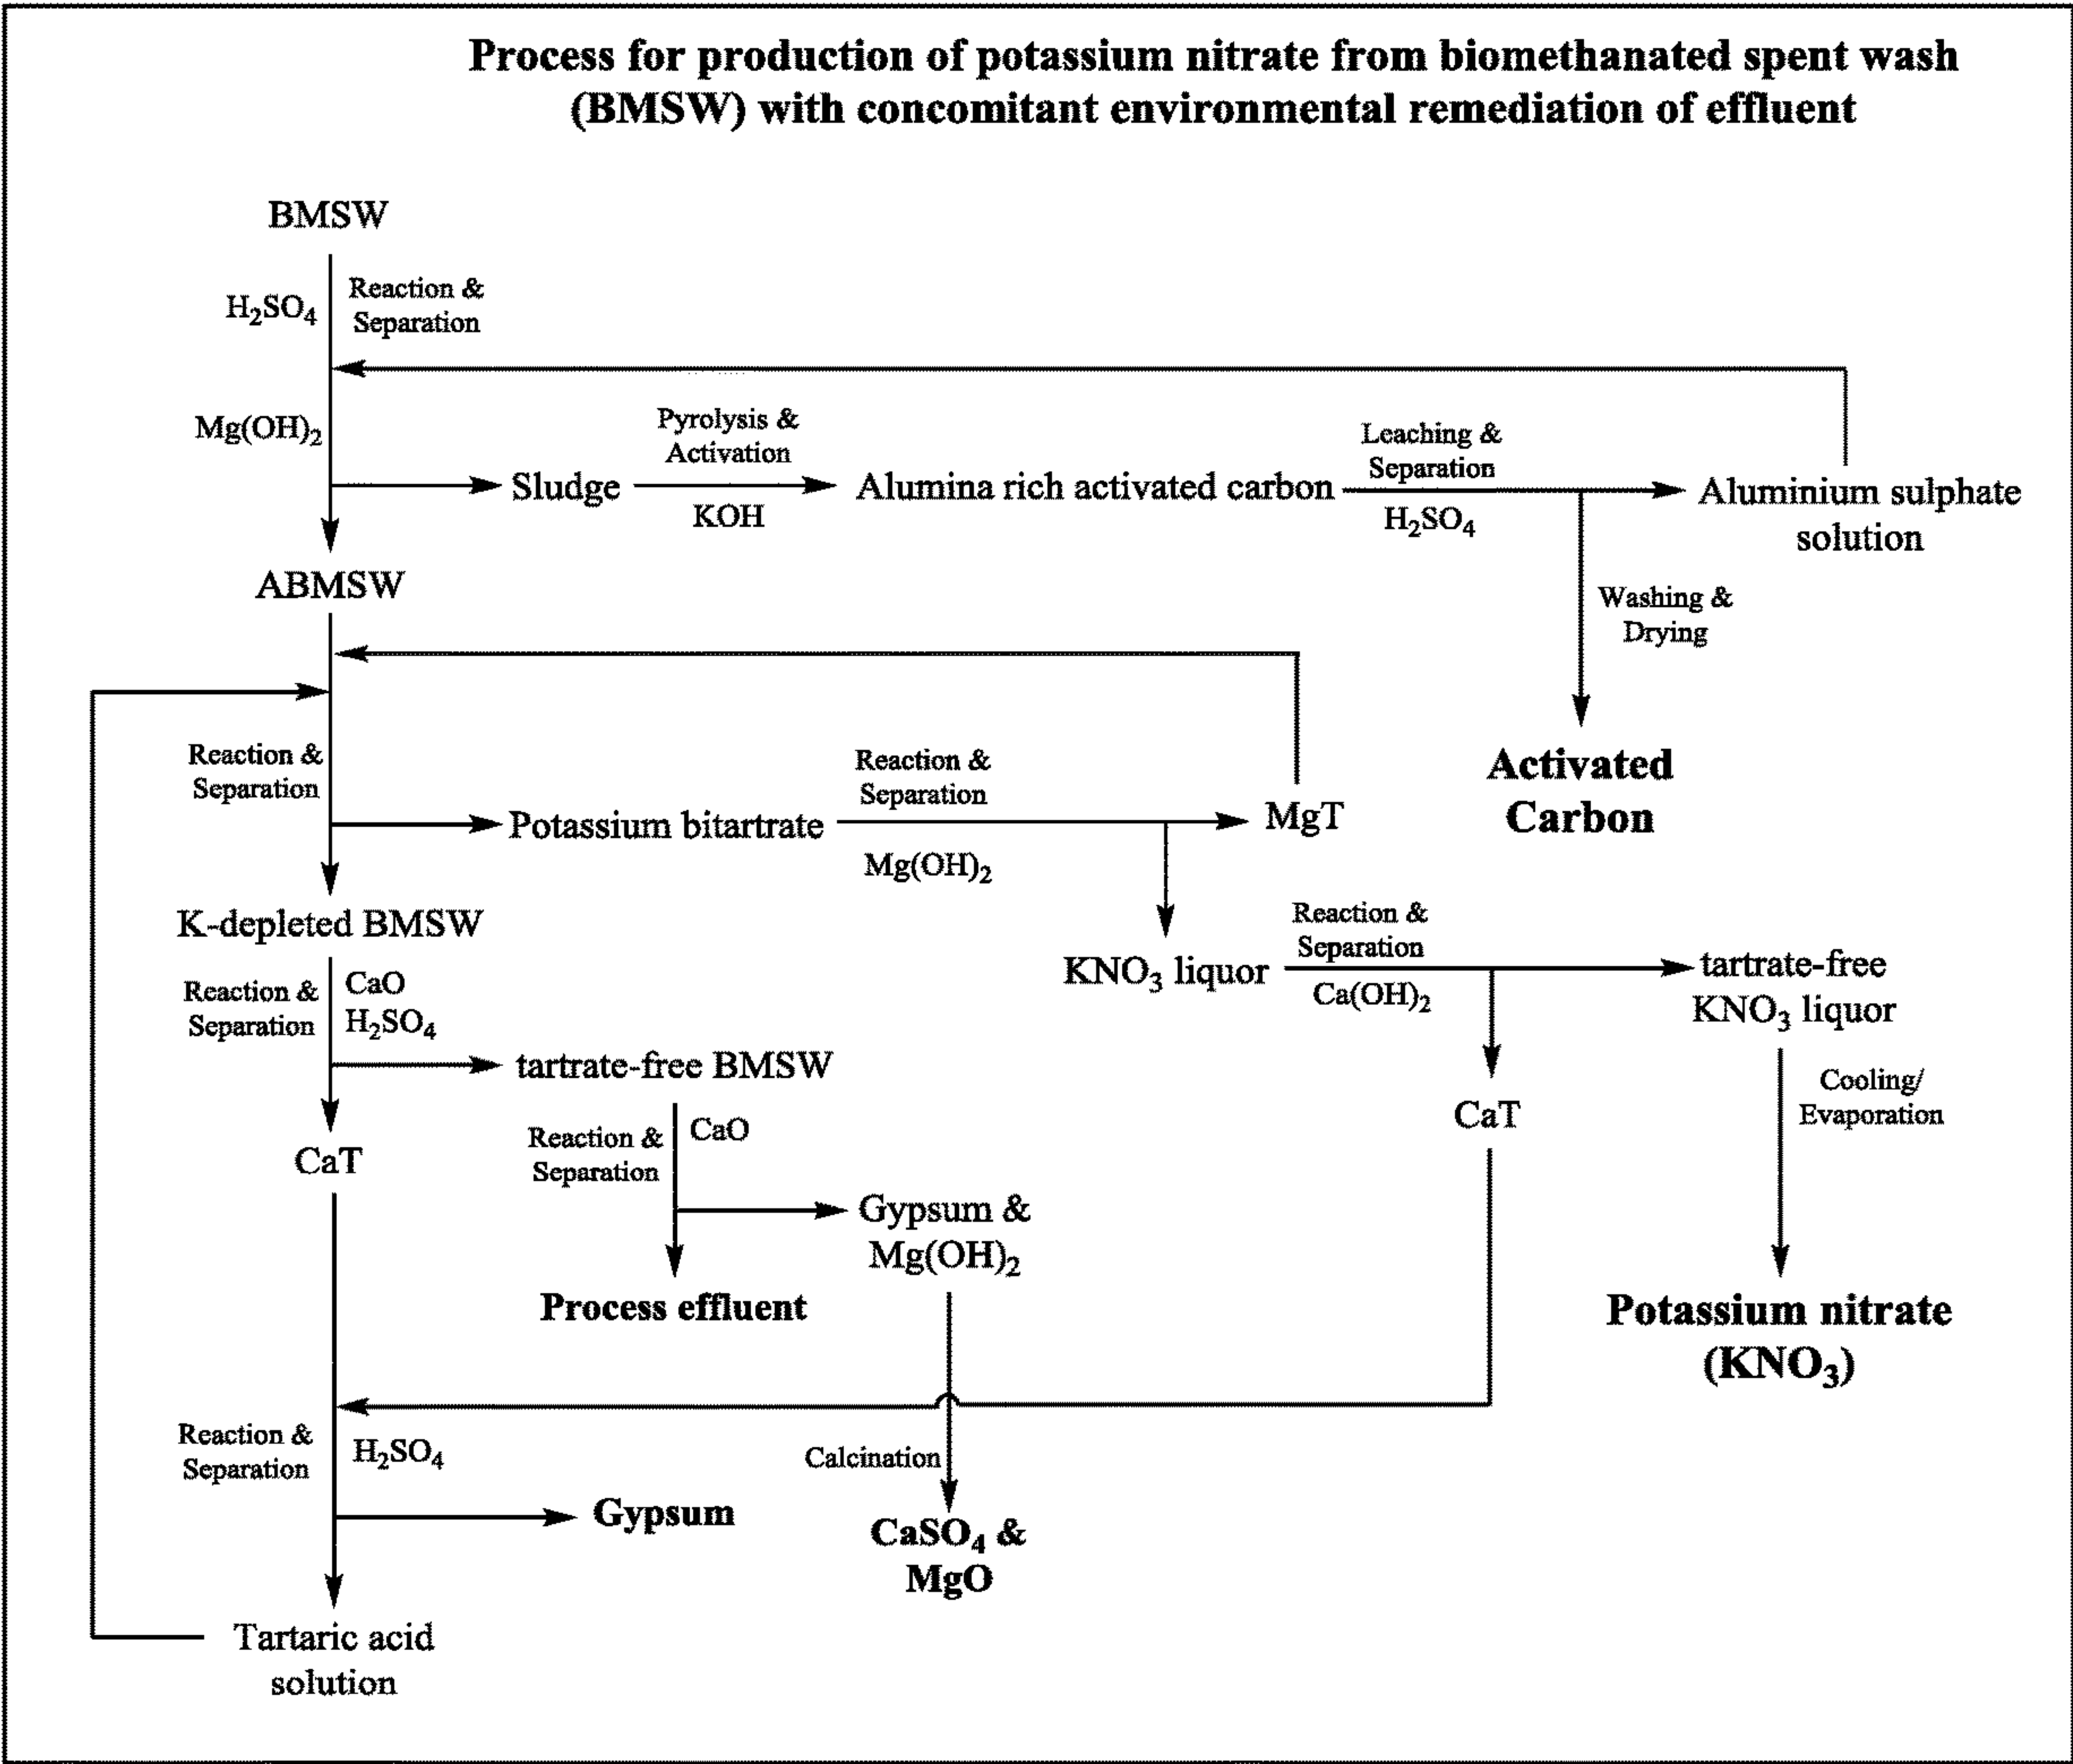 Process for production of potassium nitrate from biomethanated spent wash
(BMSW) with concomitant environmental remediation of effluent
BMSW
H₂SO₄
Reaction &
Separation
Mg(OH)₂
Sludge
Pyrolysis &
Activation
KOH
Alumina rich activated carbon
Leaching &
Separation
H₂SO₄
Aluminium sulphate
solution
Washing &
Drying
Activated
Carbon
ABMSW
Reaction &
Separation
Potassium bitartrate
Reaction &
Separation
Mg(OH)₂
MgT
K-depleted BMSW
KNO₃ liquor
Reaction &
Separation
Ca(OH)₂
tartrate-free
KNO₃ liquor
Reaction &
Separation
CaO
H₂SO₄
tartrate-free BMSW
CaT
Cooling/
Evaporation
CaT
Reaction &
Separation
CaO
Gypsum &
Mg(OH)₂
Process effluent
Potassium nitrate
(KNO₃)
Reaction &
Separation
H₂SO₄
Calcination
Gypsum
CaSO₄ &
MgO
Tartaric acid
solution